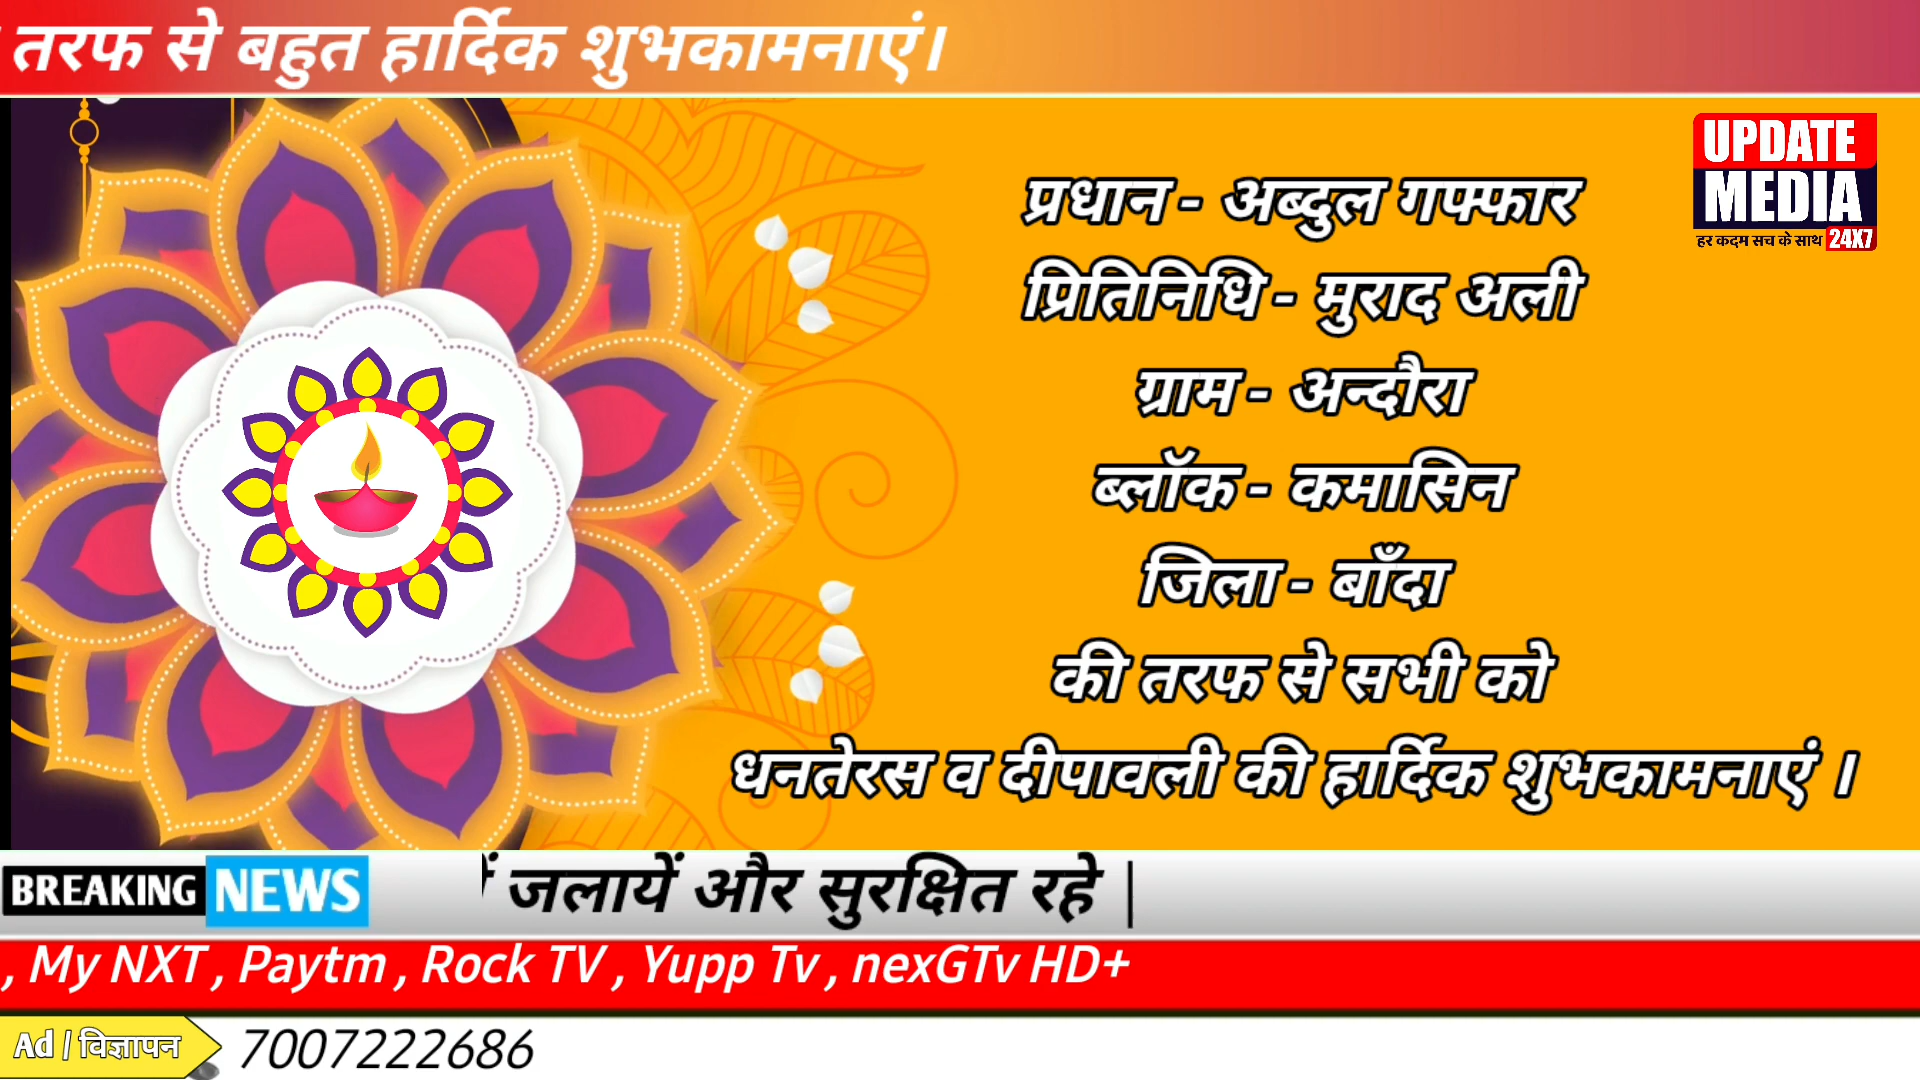 तरफ से बहुत हार्दिक शुभकामनाएं।
UPDATE
MEDIA
हर कदम सच के साथ 24X7
प्रधान - अब्दुल गफ्फार
प्रितिनिधि - मुराद अली
ग्राम - अन्दौरा
ब्लॉक - कमासिन
जिला - बाँदा
की तरफ से सभी को
धनतेरस व दीपावली की हार्दिक शुभकामनाएं ।
BREAKING NEWS जलायें और सुरक्षित रहे |
, My NXT , Paytm , Rock TV , Yupp Tv , nexGTv HD+
Ad / विज्ञापन 7007222686